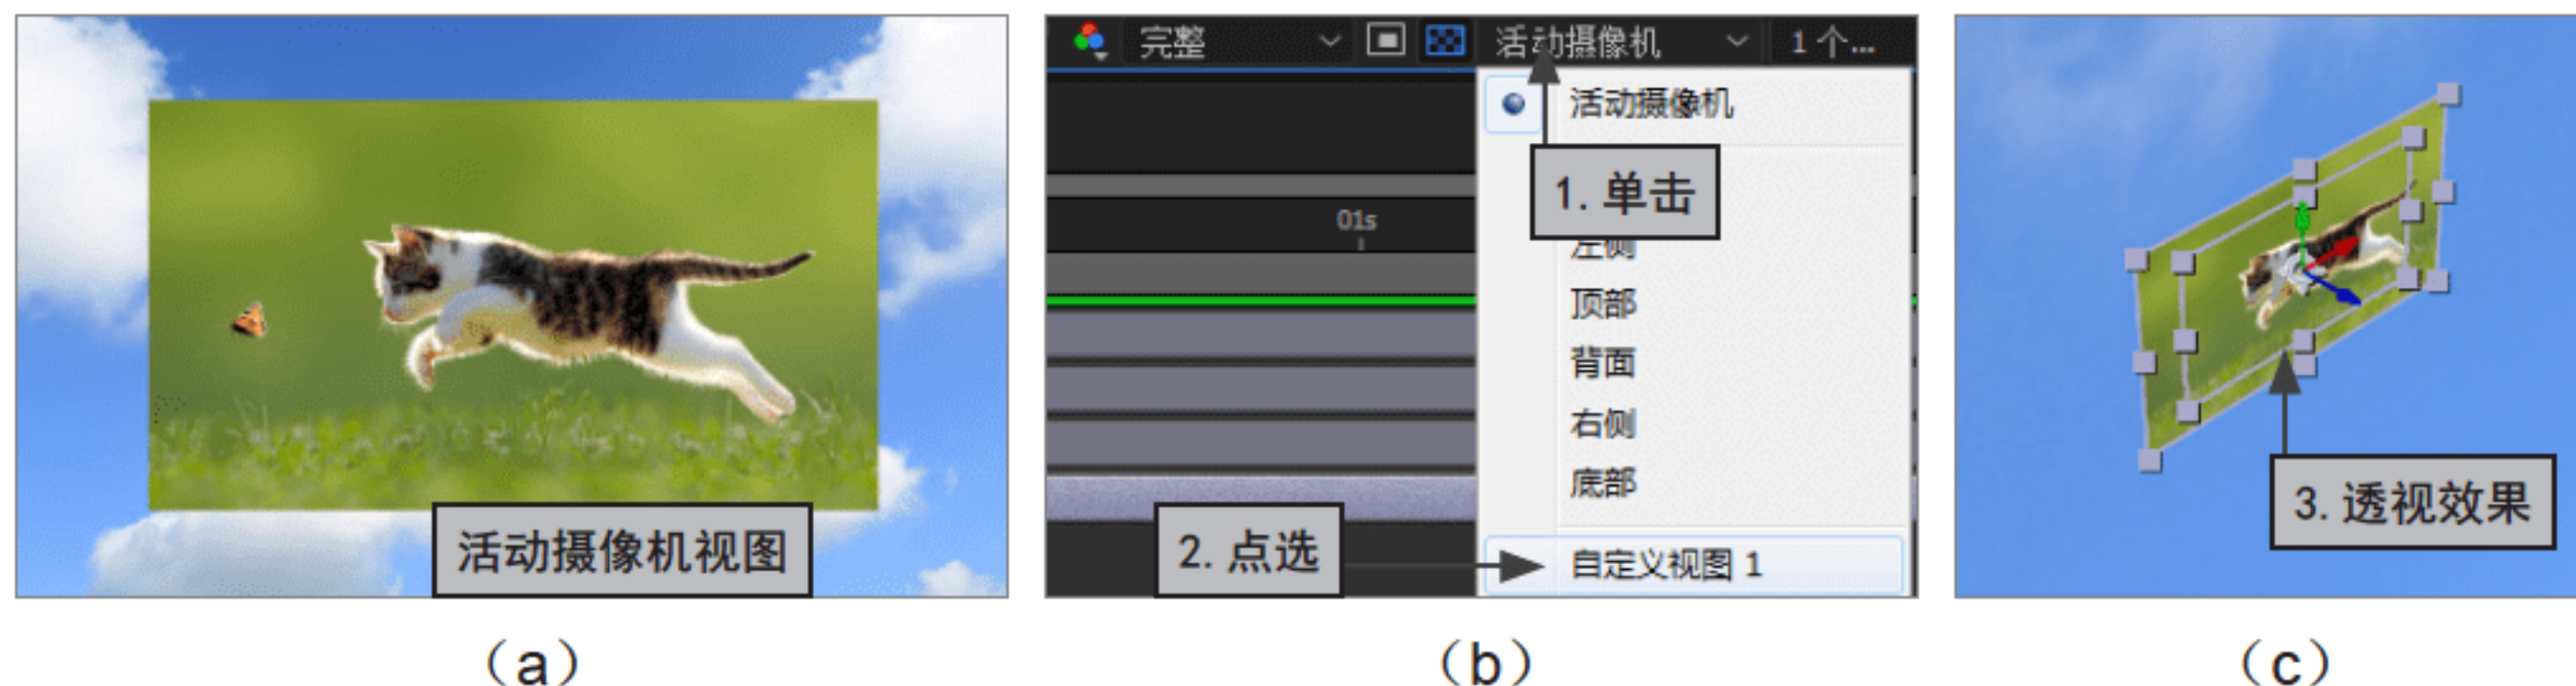 活动摄像机视图
完整
活动摄像机
1 个...
活动摄像机
1. 单击
左侧
顶部
背面
右侧
底部
自定义视图 1
01s
2. 点选
3. 透视效果
（a）
（b）
（c）